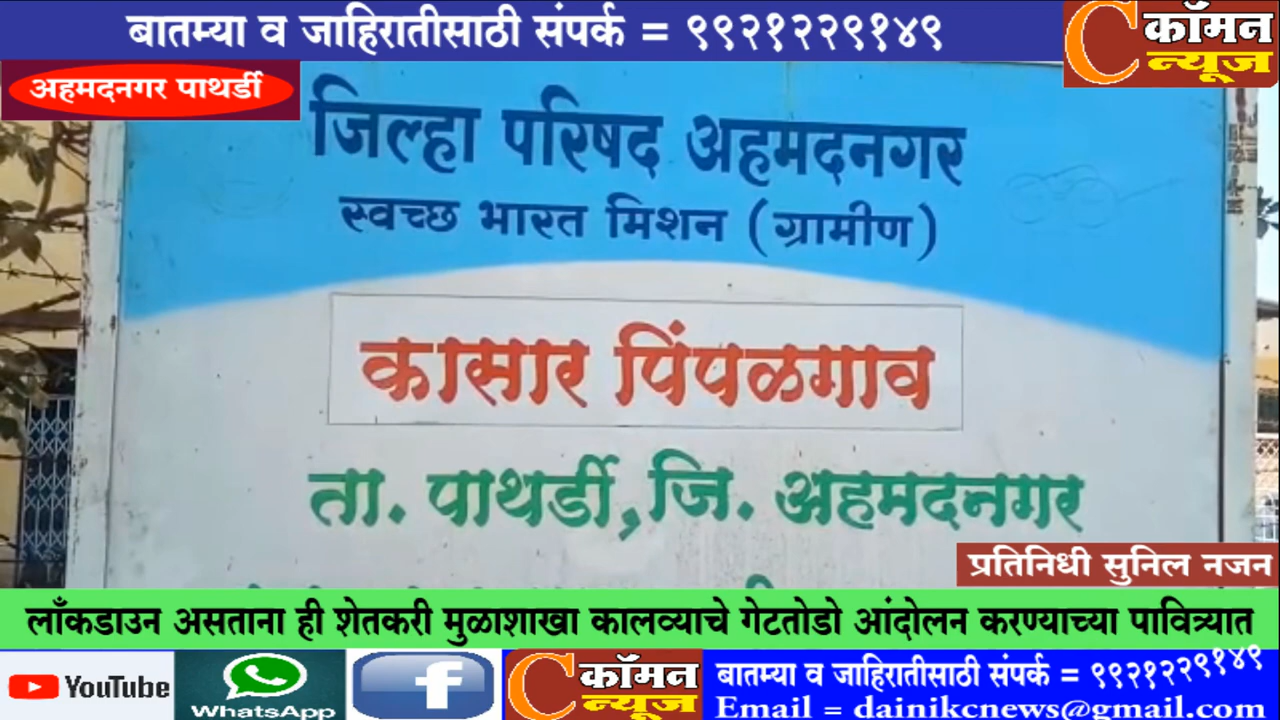 बातम्या व जाहिरातीसाठी संपर्क = ९९२१२२९१४९
C कॉमन
न्यूज
अहमदनगर पाथर्डी
जिल्हा परिषद अहमदनगर
स्वच्छ भारत मिशन (ग्रामीण)
कासार पिंपळगाव
ता. पाथर्डी, जि. अहमदनगर
प्रतिनिधी सुनिल नजन
लॉंकडाउन असताना ही शेतकरी मुळाशाखा कालव्याचे गेटतोडो आंदोलन करण्याच्या पावित्र्यात
YouTube
WhatsApp
f
C कॉमन
न्यूज
बातम्या व जाहिरातीसाठी संपर्क = ९९२१२२९१४९
Email = dainikcnews@gmail.com